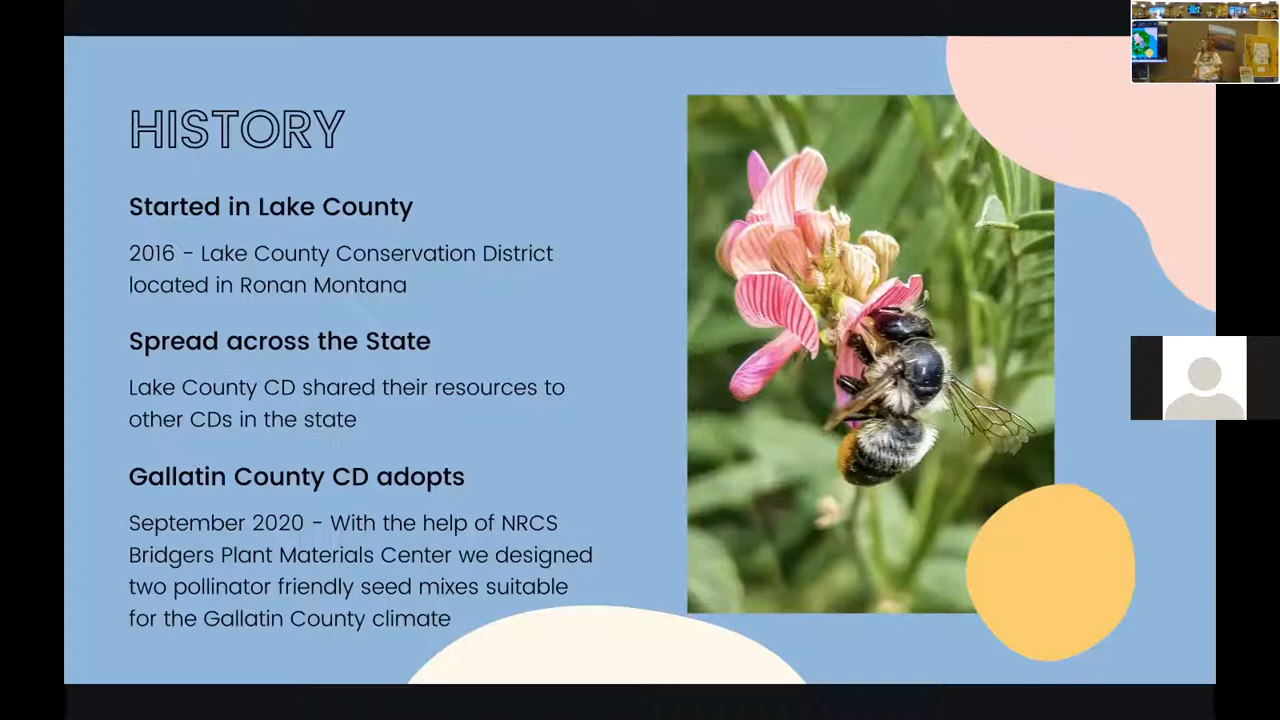 HISTORY
Started in Lake County
2016 - Lake County Conservation District
located in Ronan Montana
Spread across the State
Lake County CD shared their resources to
other CDs in the state
Gallatin County CD adopts
September 2020 - With the help of NRCS
Bridgers Plant Materials Center we designed
two pollinator friendly seed mixes suitable
for the Gallatin County climate